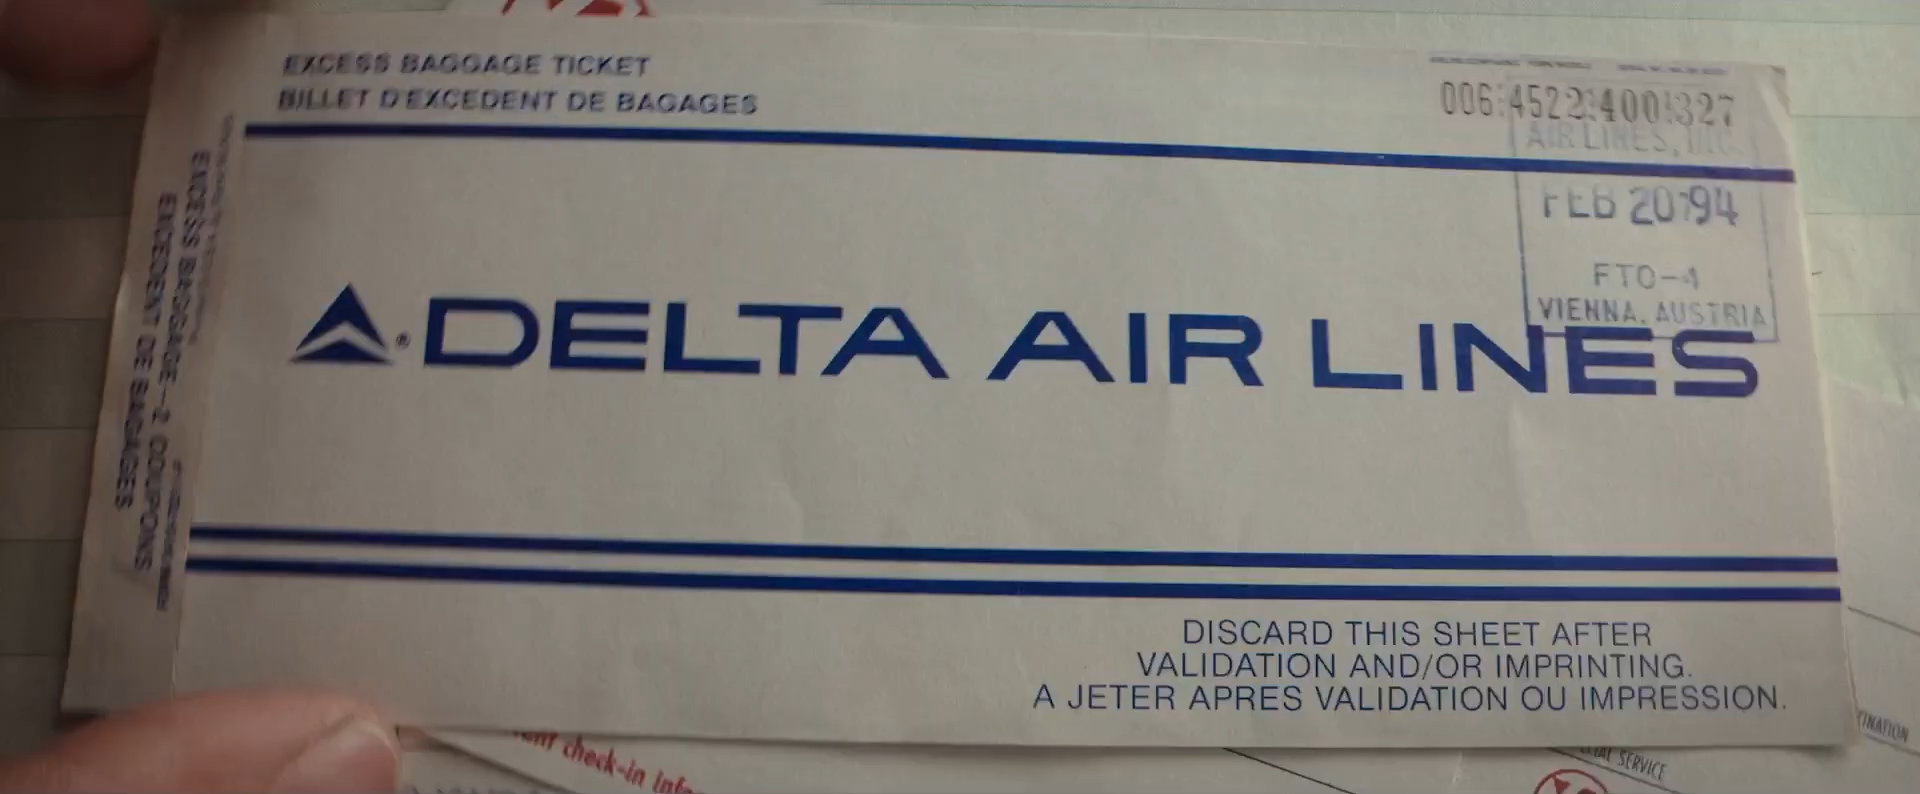 EXCESS BAGGAGE TICKET
BILLET D'EXCEDENT DE BAGAGES
006:4522:400:327
AIR LINES, INC.
FEB 20 '94
FTO-4
VIENNA, AUSTRIA
DELTA AIR LINES
®
EXCESS BAGGAGE-2 COUPONS
EXCEDENT DE BAGAGES
DISCARD THIS SHEET AFTER
VALIDATION AND/OR IMPRINTING.
A JETER APRES VALIDATION OU IMPRESSION.
check-in
SERVICE